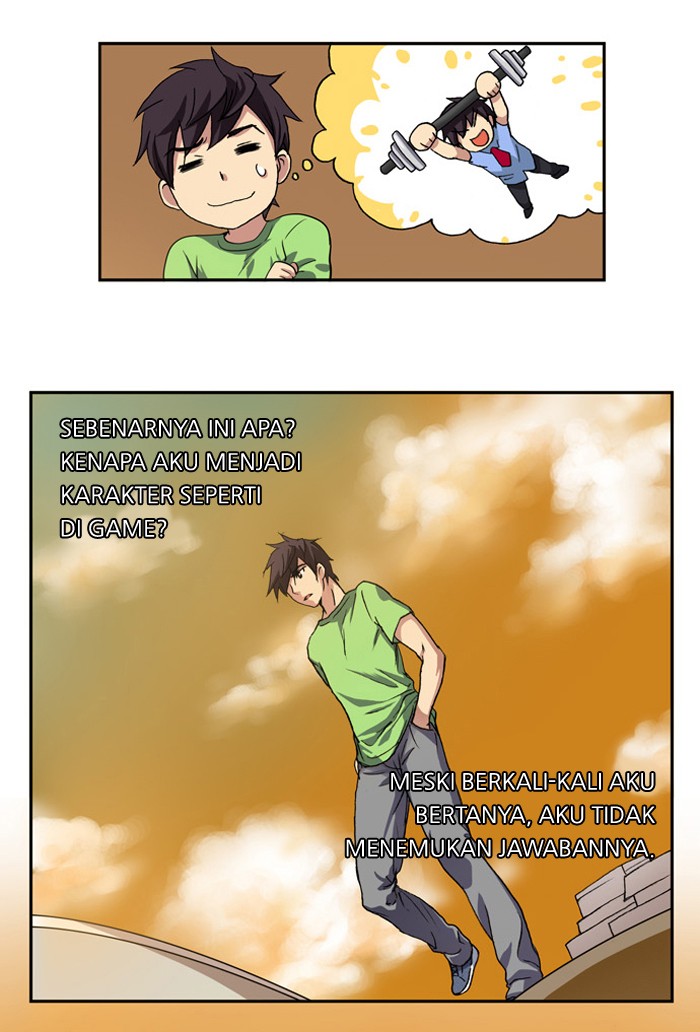 SEBENARNYA INI APA?
KENAPA AKU MENJADI
KARAKTER SEPERTI
DI GAME?
MESKI BERKALI-KALI AKU
BERTANYA, AKU TIDAK
MENEMUKAN JAWABANNYA.